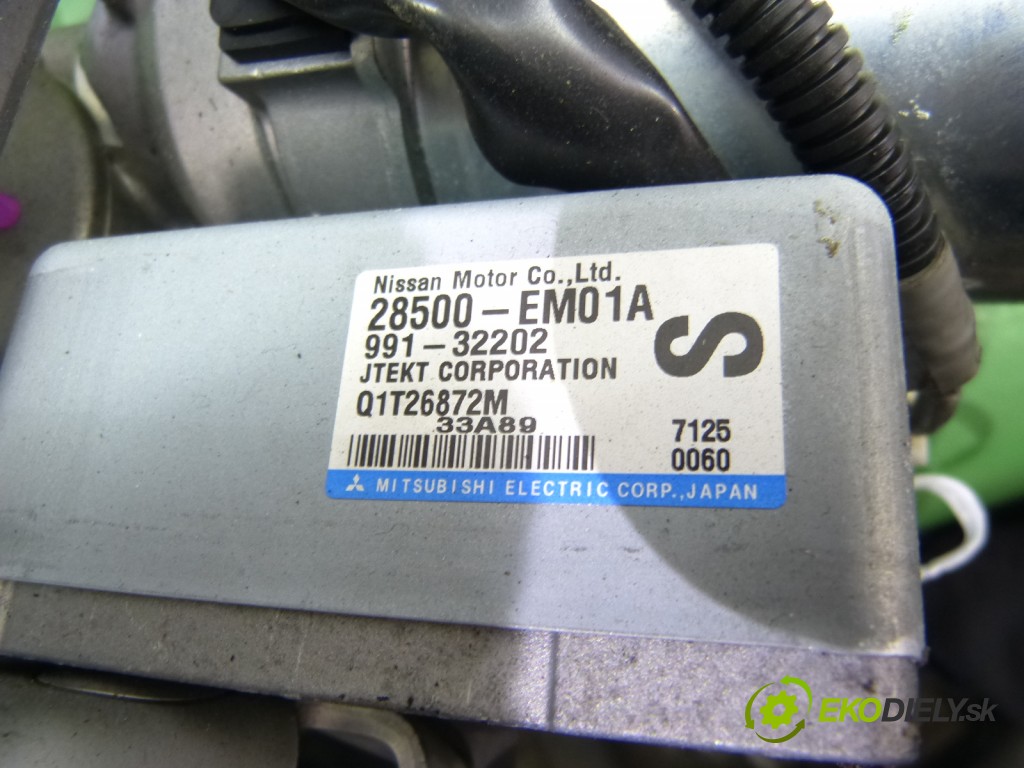 Nissan Motor Co.,Ltd.
28500-EM01A
991-32202
S
JTEKT CORPORATION
Q1T26872M
33A89
7125
0060
MITSUBISHI ELECTRIC CORP.,JAPAN
EKODIELY.sk